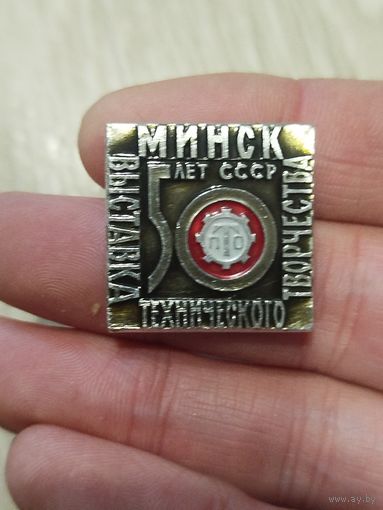 МИНСК
50 ЛЕТ СССР
ПТО
ВЫСТАВКА
ТЕХНИЧЕСКОГО
ТВОРЧЕСТВА
www.ay.by